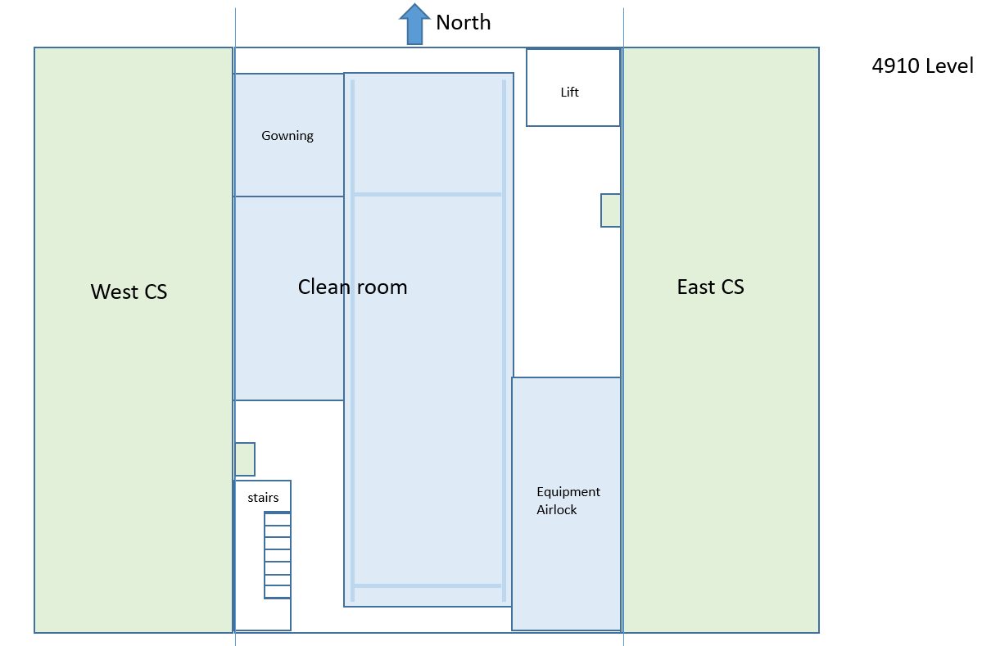 North
4910 Level
Lift
Gowning
West CS
Clean room
East CS
stairs
Equipment
Airlock